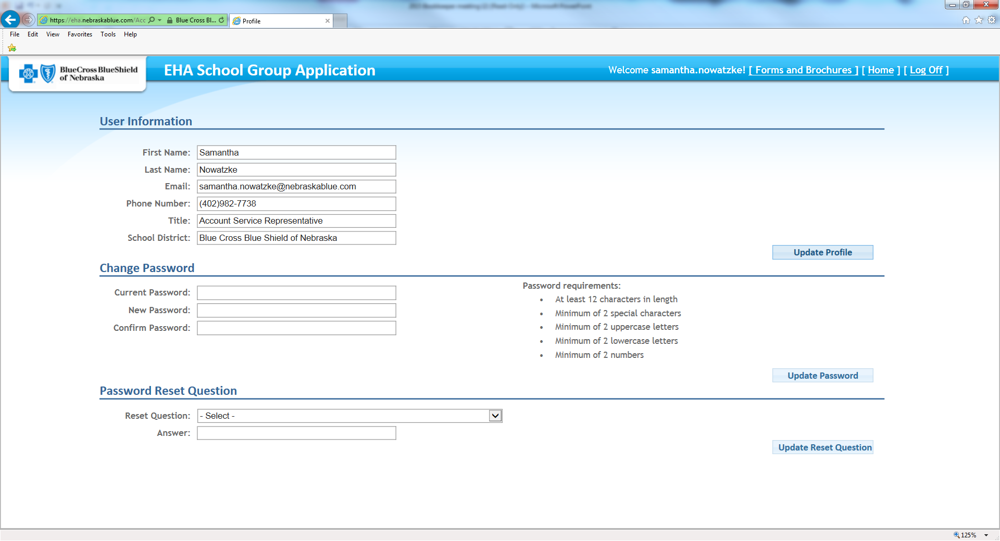 https://eha.nebraskablue.com/Acc
Blue Cross Bl...
Profile
File Edit View Favorites Tools Help
BlueCross BlueShield
of Nebraska
EHA School Group Application
Welcome samantha.nowatzke! [ Forms and Brochures ] [ Home ] [ Log Off ]
User Information
First Name: Samantha
Last Name: Nowatzke
Email: samantha.nowatzke@nebraskablue.com
Phone Number: (402)982-7738
Title: Account Service Representative
School District: Blue Cross Blue Shield of Nebraska
Update Profile
Change Password
Current Password:
New Password:
Confirm Password:
Password requirements:
• At least 12 characters in length
• Minimum of 2 special characters
• Minimum of 2 uppercase letters
• Minimum of 2 lowercase letters
• Minimum of 2 numbers
Update Password
Password Reset Question
Reset Question: - Select -
Answer:
Update Reset Question
125%